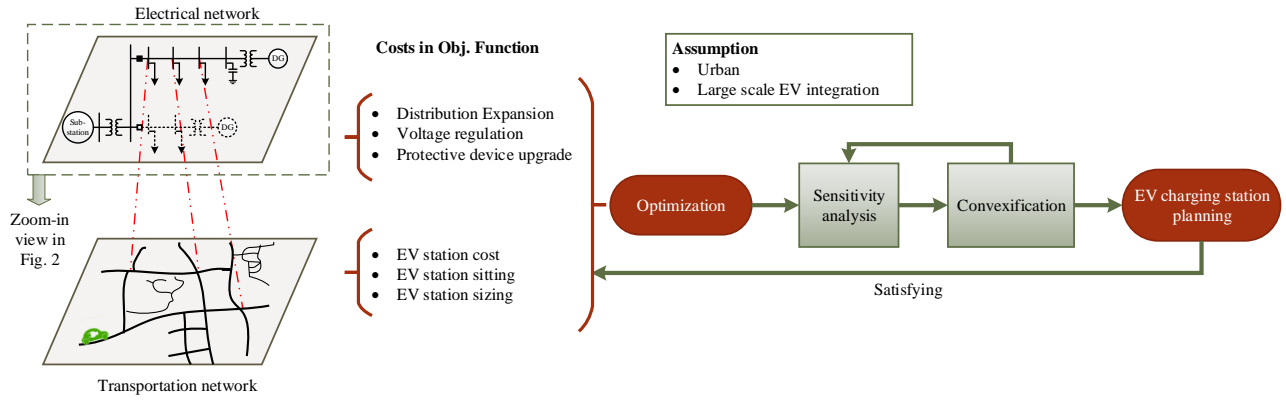 Electrical network
DG
Sub-
station
DG
Zoom-in
view in
Fig. 2
Transportation network
Costs in Obj. Function
• Distribution Expansion
• Voltage regulation
• Protective device upgrade
• EV station cost
• EV station sitting
• EV station sizing
Assumption
• Urban
• Large scale EV integration
Optimization
Sensitivity
analysis
Convexification
EV charging station
planning
Satisfying